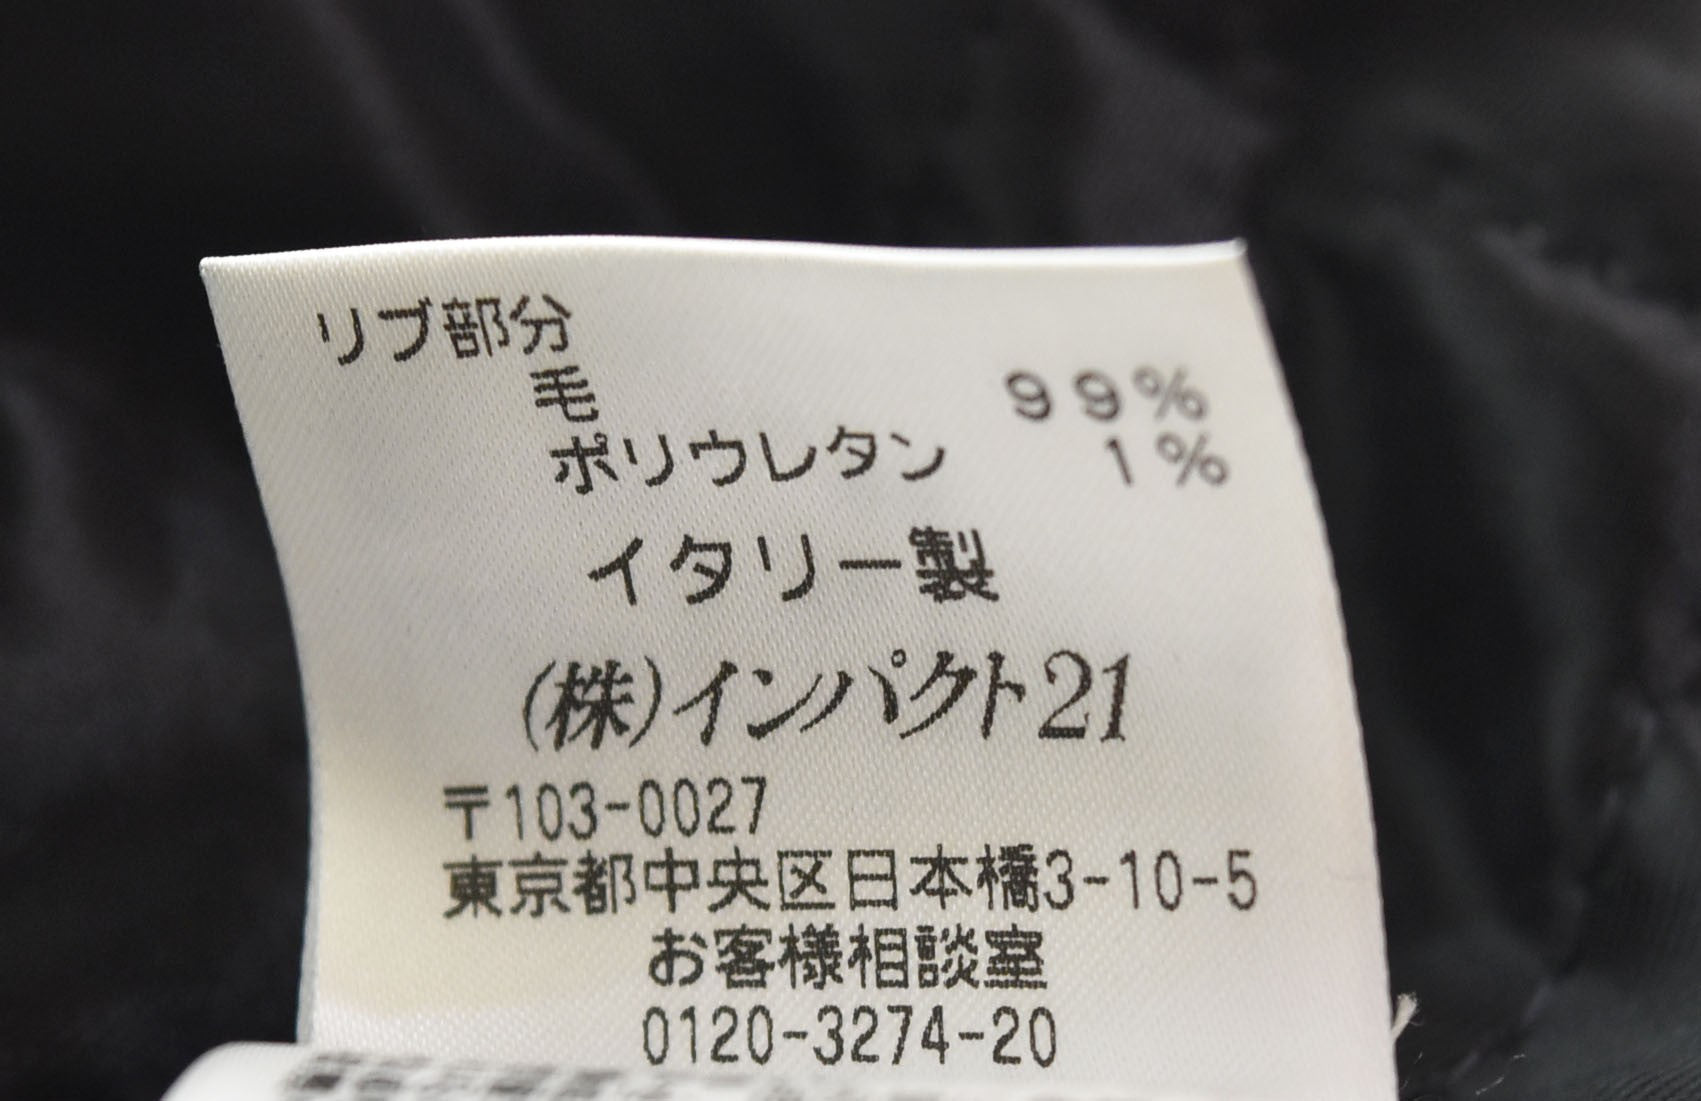 リブ部分
毛 99%
ポリウレタン 1%
イタリー製
(株)インパクト21
〒103-0027
東京都中央区日本橋3-10-5
お客様相談室
0120-3274-20